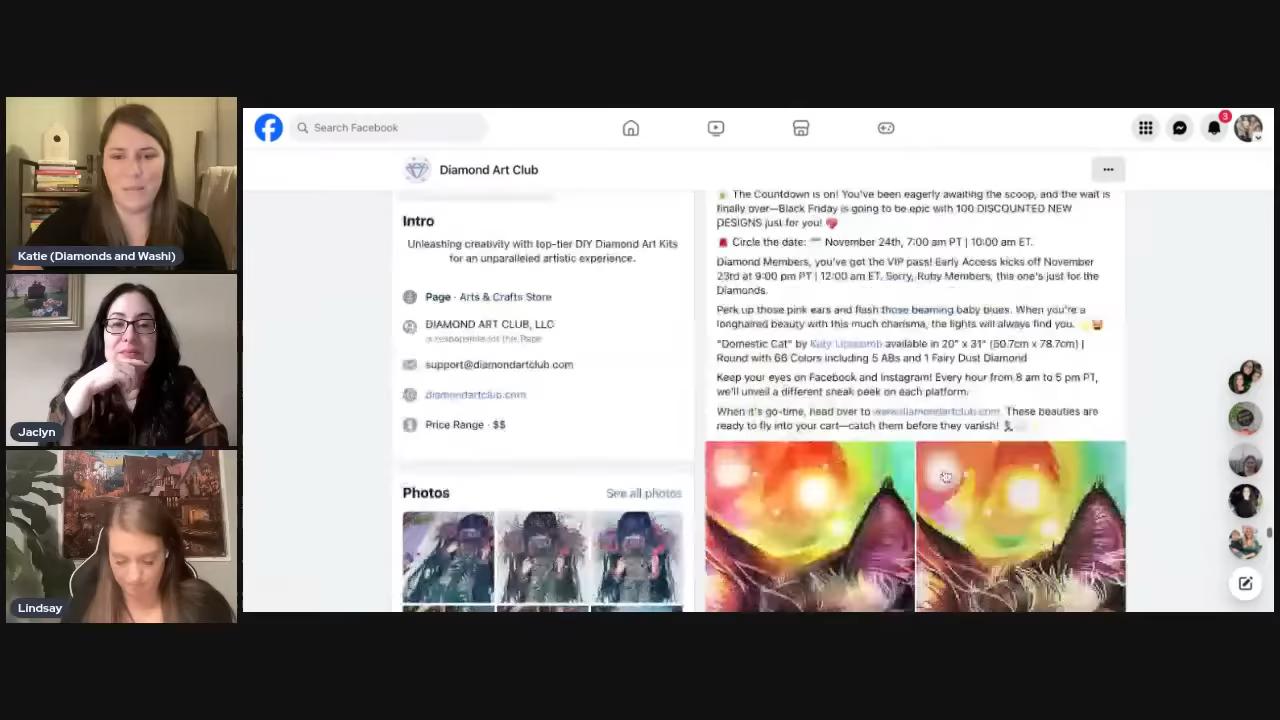 Katie (Diamonds and Washi)
Jaclyn
Lindsay
Search Facebook
3
Diamond Art Club
Intro
Unleashing creativity with top-tier DIY Diamond Art Kits
for an unparalleled artistic experience.
Page · Arts & Crafts Store
DIAMOND ART CLUB, LLC
is responsible for this Page
support@diamondartclub.com
diamondartclub.com
Price Range · $$
Photos
See all photos
The Countdown is on! You've been eagerly awaiting the scoop, and the wait is
finally over—Black Friday is going to be epic with 100 DISCOUNTED NEW
DESIGNS just for you!
Circle the date: November 24th, 7:00 am PT | 10:00 am ET.
Diamond Members, you've got the VIP pass! Early Access kicks off November
23rd at 9:00 pm PT | 12:00 am ET. Sorry, Ruby Members, this one's just for the
Diamonds.
Perk up those pink ears and flash those beaming baby blues. When you're a
longhaired beauty with this much charisma, the lights will always find you.
"Domestic Cat" by Katy Lipscomb available in 20" x 31" (50.7cm x 78.7cm) |
Round with 66 Colors including 5 ABs and 1 Fairy Dust Diamond
Keep your eyes on Facebook and Instagram! Every hour from 8 am to 5 pm PT,
we'll unveil a different sneak peek on each platform.
When it's go-time, head over to www.diamondartclub.com. These beauties are
ready to fly into your cart—catch them before they vanish!